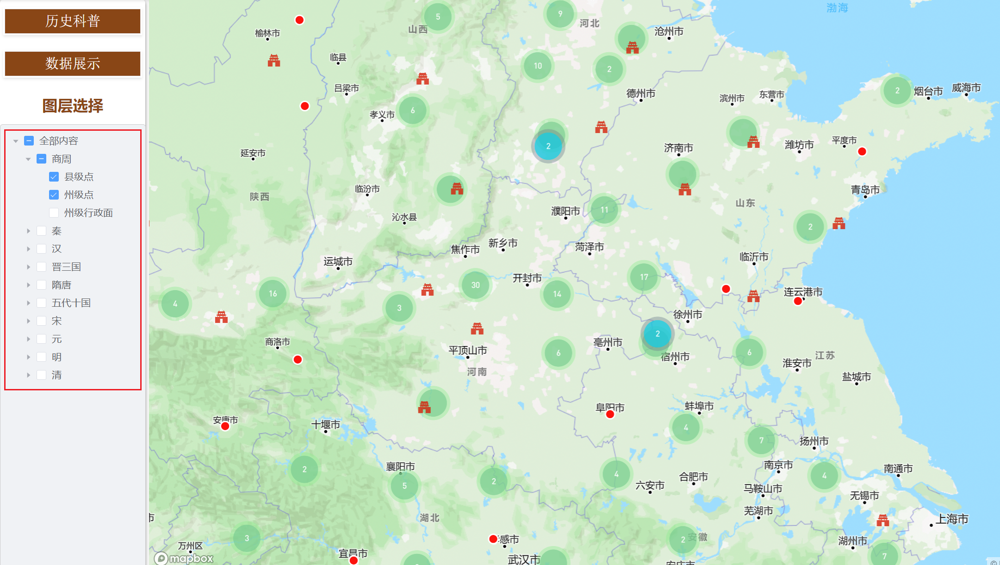 历史科普
数据展示
图层选择
全部内容
商周
县级点
州级点
州级行政面
秦
汉
晋三国
隋唐
五代十国
宋
元
明
清
渤海
5
9
山西
河北
沧州市
榆林市
临县
10
2
吕梁市
德州市
滨州市
东营市
2
烟台市
威海市
孝义市
6
延安市
2
济南市
潍坊市
平度市
陕西
临汾市
青岛市
沁水县
濮阳市
11
山东
2
焦作市
新乡市
菏泽市
临沂市
运城市
开封市
17
4
16
3
30
14
连云港市
徐州市
商洛市
平顶山市
河南
6
亳州市
2
宿州市
6
江苏
淮安市
盐城市
安康市
十堰市
阜阳市
蚌埠市
4
7
扬州市
2
襄阳市
5
2
4
六安市
合肥市
南京市
4
南通市
马鞍山市
无锡市
芜湖市
上海市
湖北
市
3
万州区
宜昌市
感市
武汉市
2
安徽
安庆市
湖州市
7
mapbox
©